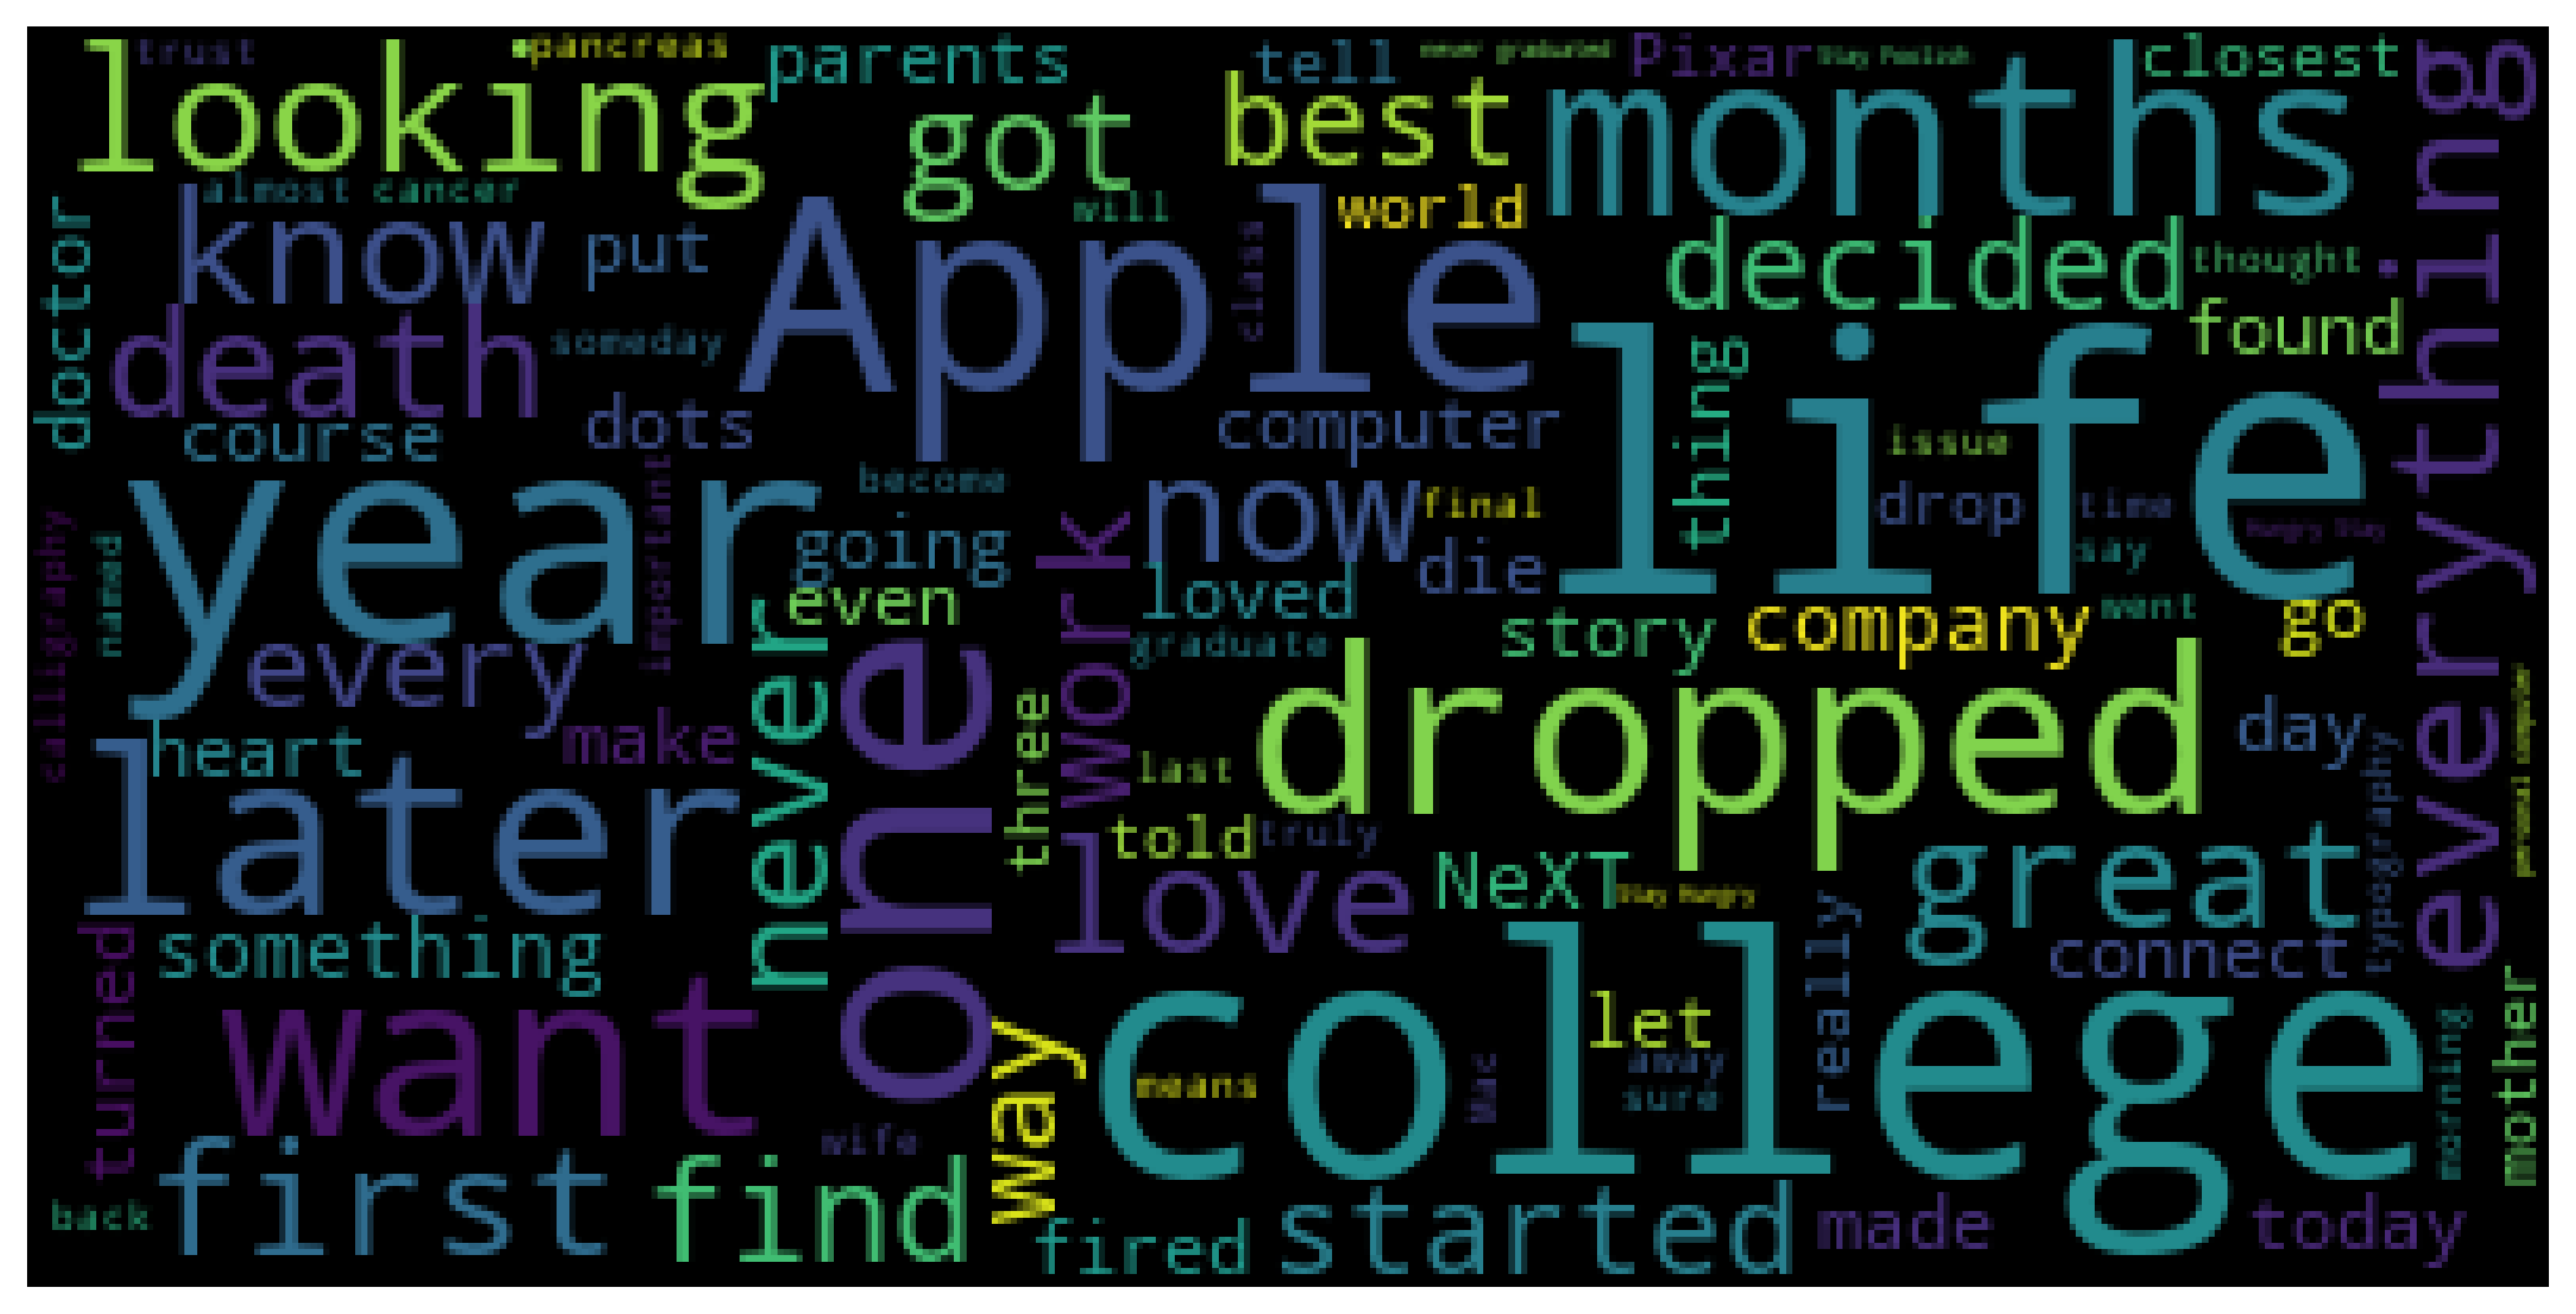 trust
pancreas
parents
tell
never graduated
Pixar
Stay Foolish
closest
looking
got
best
months
everything
almost
cancer
will
world
doctor
know
put
Apple
class
decided
thought
death
someday
life
thing
found
course
dots
computer
issue
year
important
become
now
final
drop
time
Hungry Stay
calligraphy
named
going
work
die
say
even
loved
story
company
went
go
every
never
one
graduate
dropped
personal computer
heart
make
three
last
day
typography
later
told
truly
love
NeXT
Stay Hungry
great
something
really
connect
turned
want
way
college
let
mother
means
Mac
away
sure
morning
first
find
wife
back
fired
started
made
today